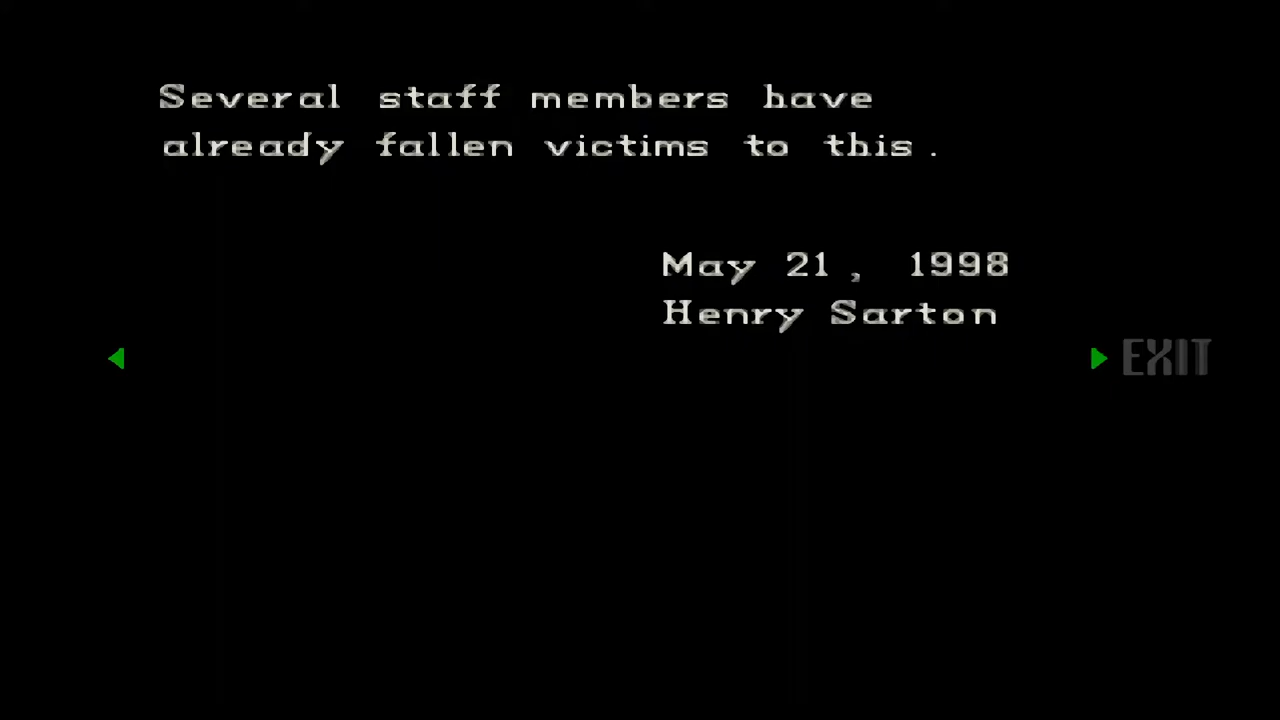 Several staff members have
already fallen victims to this.
May 21, 1998
Henry Sarton
EXIT